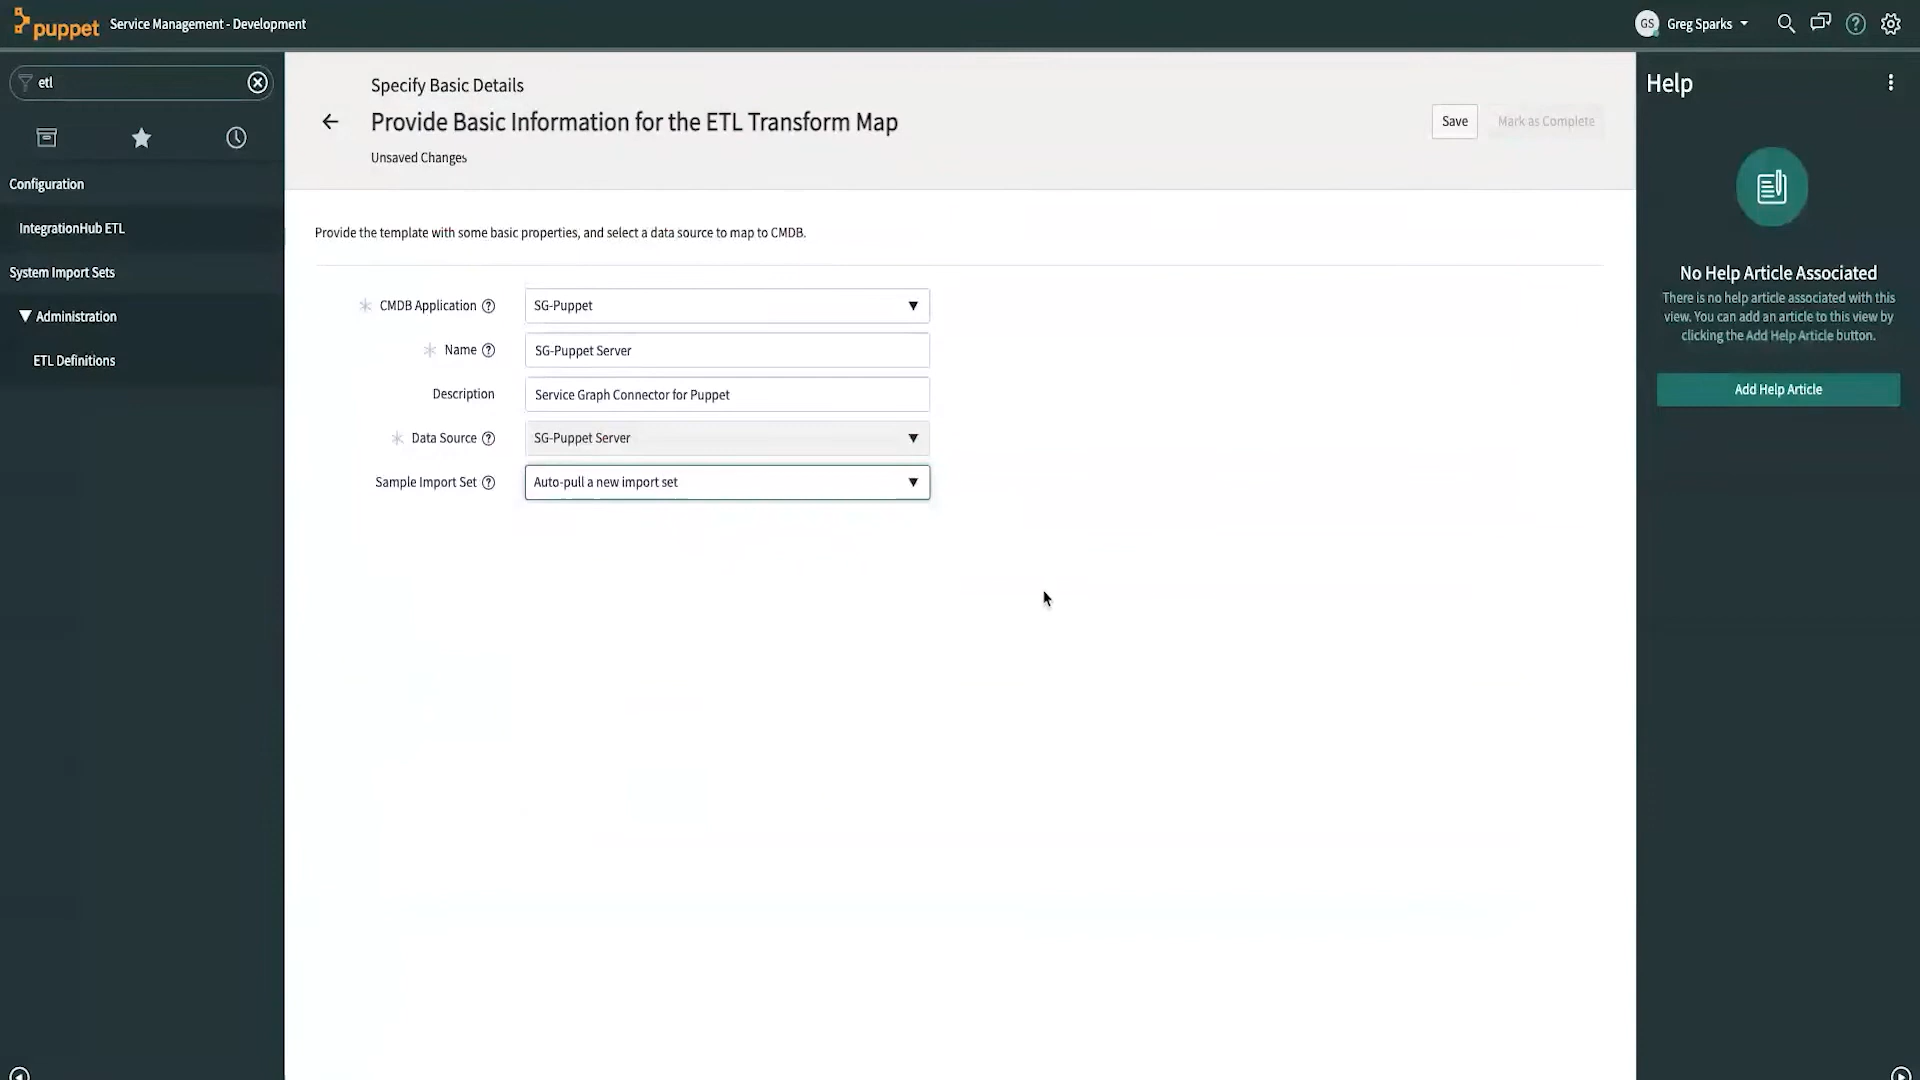 puppet Service Management - Development
GS Greg Sparks
etl
Configuration
IntegrationHub ETL
System Import Sets
Administration
ETL Definitions
Specify Basic Details
Provide Basic Information for the ETL Transform Map
Unsaved Changes
Save
Mark as Complete
Provide the template with some basic properties, and select a data source to map to CMDB.
CMDB Application SG-Puppet
Name SG-Puppet Server
Description Service Graph Connector for Puppet
Data Source SG-Puppet Server
Sample Import Set Auto-pull a new import set
Help
No Help Article Associated
There is no help article associated with this
view. You can add an article to this view by
clicking the Add Help Article button.
Add Help Article